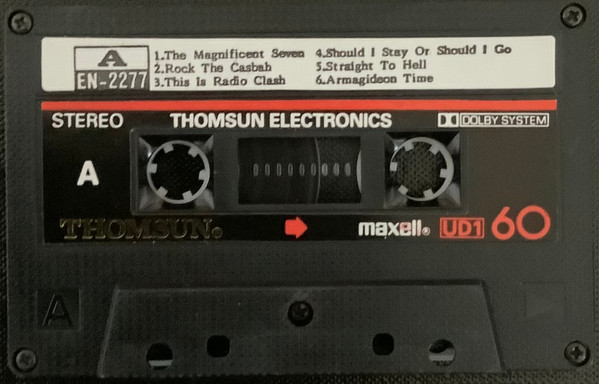 A
EN-2277
1.The Magnificent Seven
2.Rock The Casbah
3.This Is Radio Clash
4.Should I Stay Or Should I Go
5.Straight To Hell
6.Armagideon Time
STEREO
THOMSUN ELECTRONICS
DOLBY SYSTEM
A
THOMSUN®
maxell®
UD1
60
A